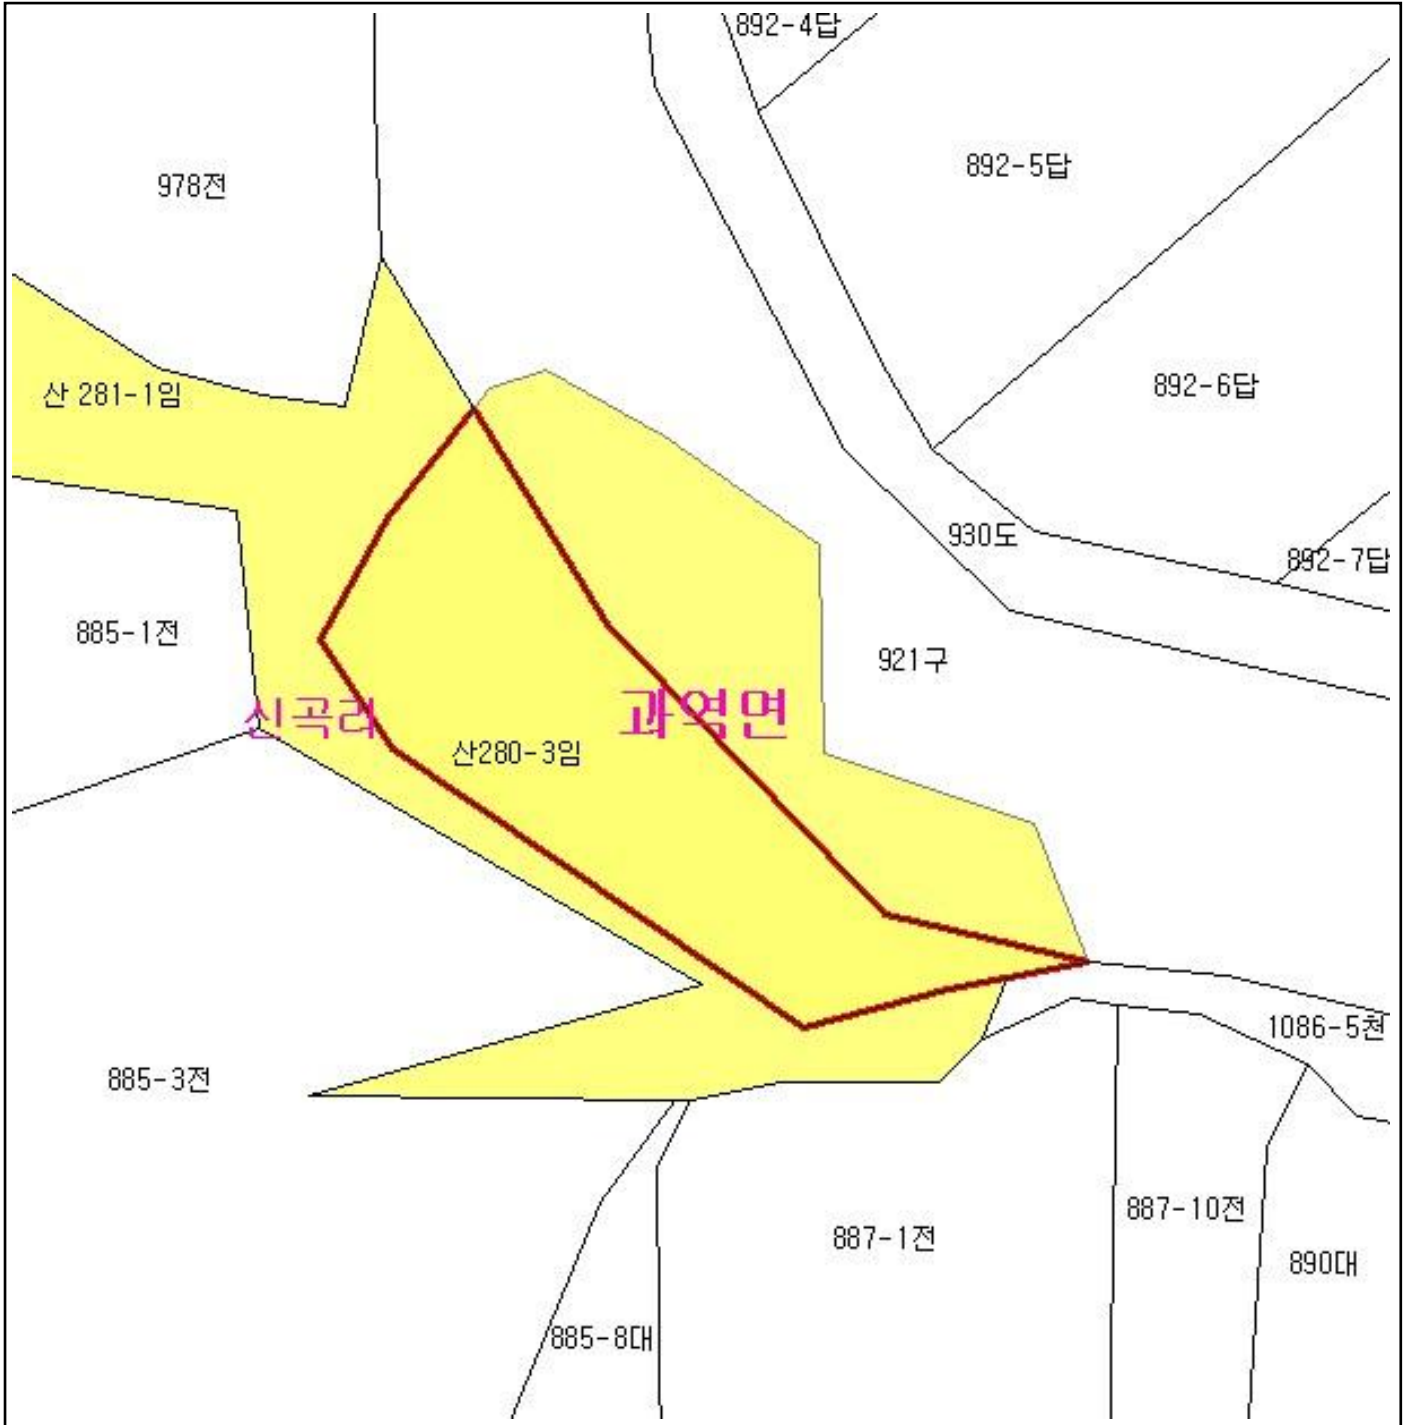 892-4답
892-5답
978전
892-6답
산 281-1임
930도
892-7답
885-1전
921구
신곡리
과역면
산280-3임
1086-5천
885-3전
887-10전
887-1전
890대
885-8대